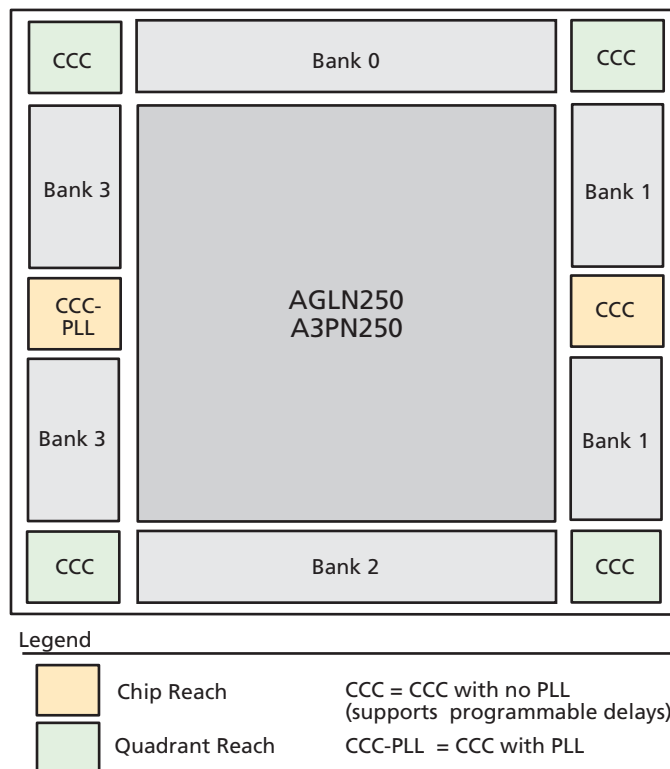 CCC
Bank 0
CCC
Bank 3
Bank 1
CCC-
PLL
AGLN250
A3PN250
CCC
Bank 3
Bank 1
CCC
Bank 2
CCC
Legend
Chip Reach
CCC = CCC with no PLL
(supports programmable delays)
Quadrant Reach
CCC-PLL = CCC with PLL